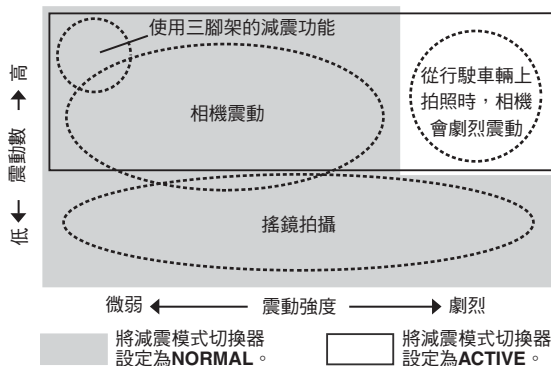 使用三腳架的減震功能
相機震動
從行駛車輛上
拍照時，相機
會劇烈震動
搖鏡拍攝
高
震動數
低
微弱
震動強度
劇烈
將減震模式切換器
設定為NORMAL。
將減震模式切換器
設定為ACTIVE。